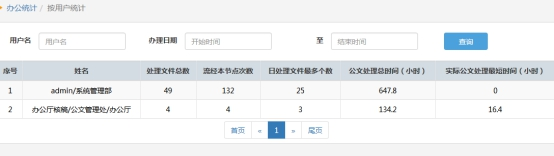 办公统计 / 按用户统计
用户名 用户名 办理日期 开始时间 至 结束时间 查询
序号 姓名 处理文件总数 流经本节点次数 日处理文件最多个数 公文处理总时间（小时） 实际公文处理最短时间（小时）
1 admin/系统管理部 49 132 25 647.8 0
2 办公厅核稿/公文管理处/办公厅 4 4 3 134.2 16.4
首页 « 1 » 尾页